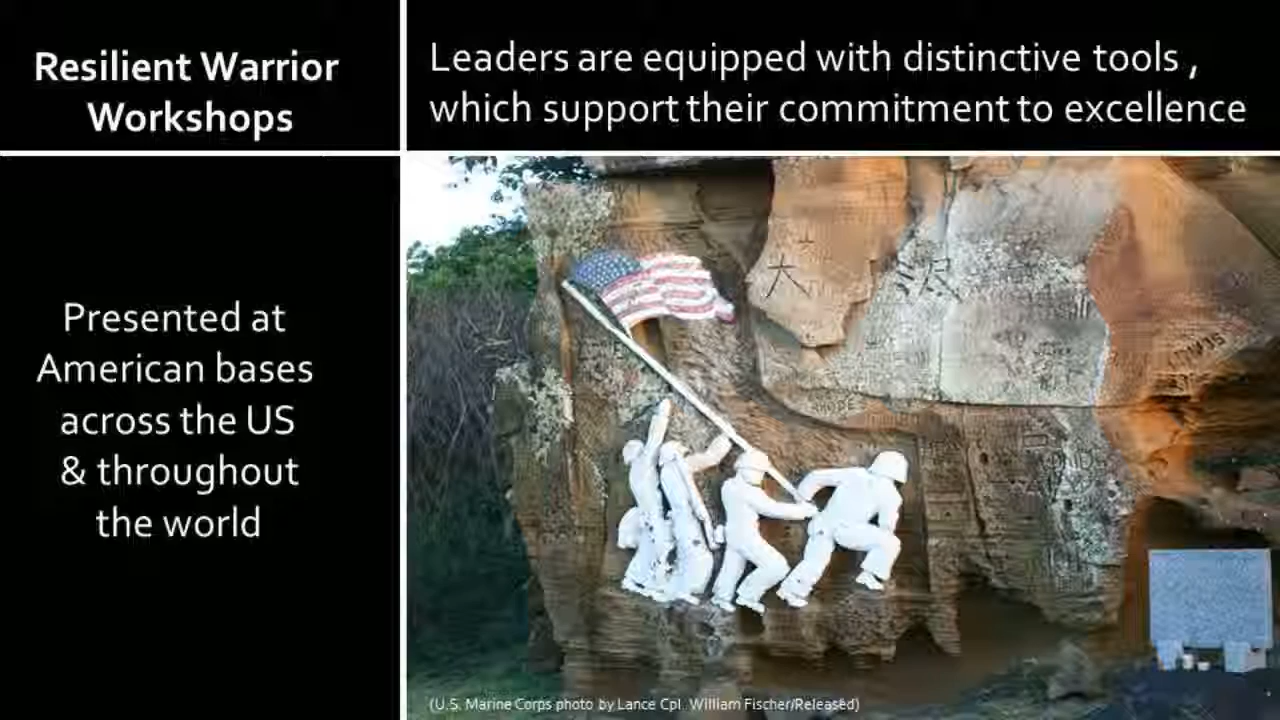 Resilient Warrior
Workshops
Leaders are equipped with distinctive tools ,
which support their commitment to excellence
Presented at
American bases
across the US
& throughout
the world
大
(U.S. Marine Corps photo by Lance Cpl. William Fischer/Released)